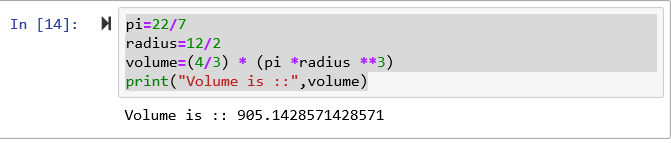 In [14]:
pi=22/7
radius=12/2
volume=(4/3) * (pi *radius **3)
print("Volume is ::",volume)
Volume is :: 905.1428571428571